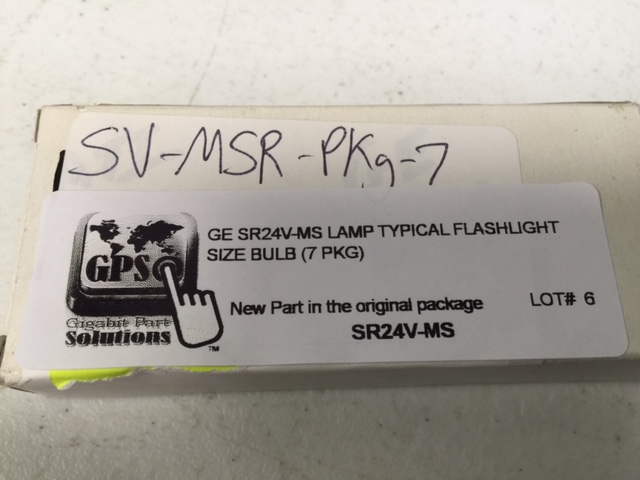 SV-MSR-PKg-7
GE SR24V-MS LAMP TYPICAL FLASHLIGHT
SIZE BULB (7 PKG)
GPS
New Part in the original package
LOT# 6
SR24V-MS
Gigabit Part
Solutions
TM